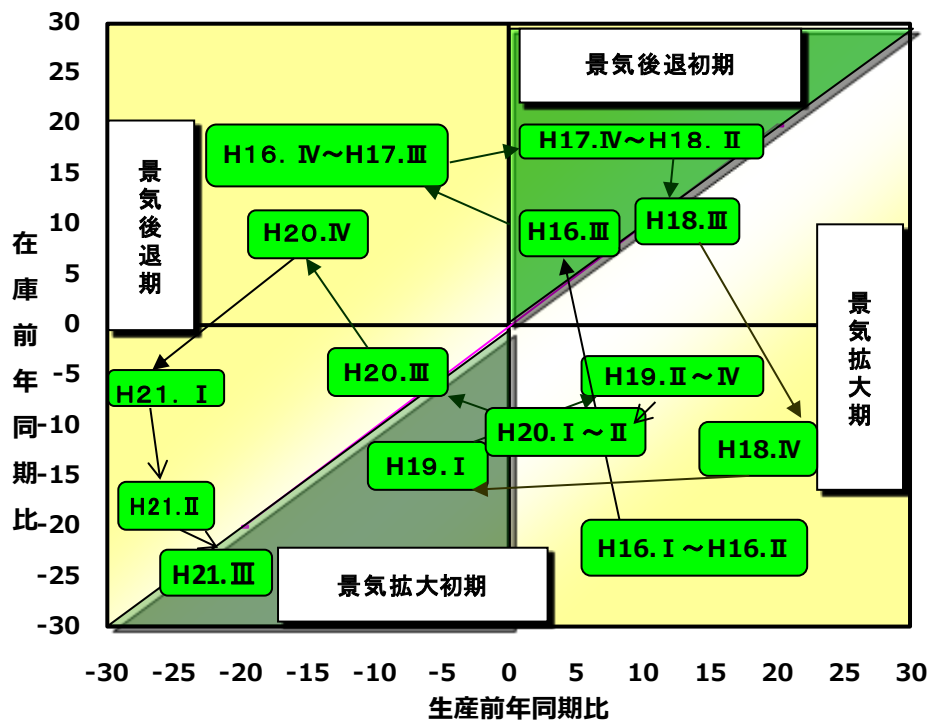 30
25
20
15
10
5
0
-5
-10
-15
-20
-25
-30
在庫前年同期比
景気後退初期
景気後退期
H16. Ⅳ～H17.Ⅲ
H17.Ⅳ～H18. Ⅱ
H20.Ⅳ
H16.Ⅲ
H18.Ⅲ
景気拡大期
H20.Ⅲ
H19.Ⅱ～Ⅳ
H21. Ⅰ
H20.Ⅰ～Ⅱ
H19.Ⅰ
H18.Ⅳ
H21.Ⅱ
H16.Ⅰ～H16.Ⅱ
H21.Ⅲ
景気拡大初期
-30 -25 -20 -15 -10 -5 0 5 10 15 20 25 30
生産前年同期比